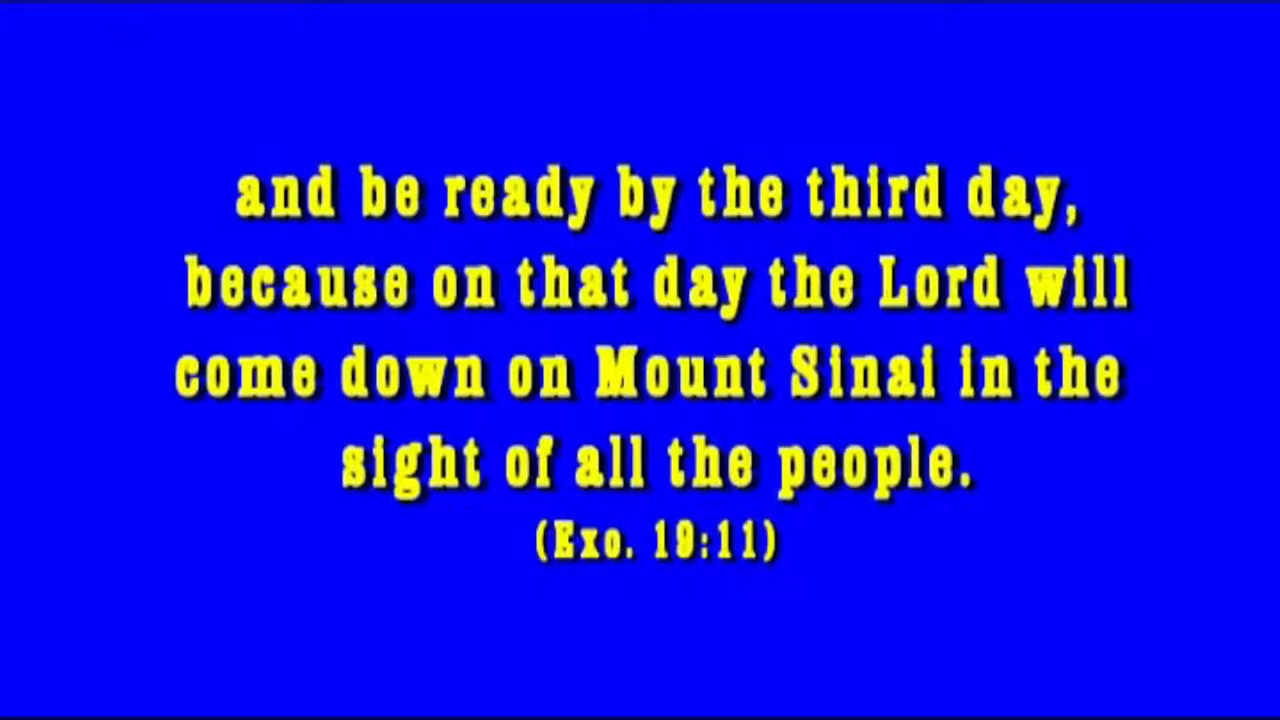 and be ready by the third day,
because on that day the Lord will
come down on Mount Sinai in the
sight of all the people.
(Exo. 19:11)